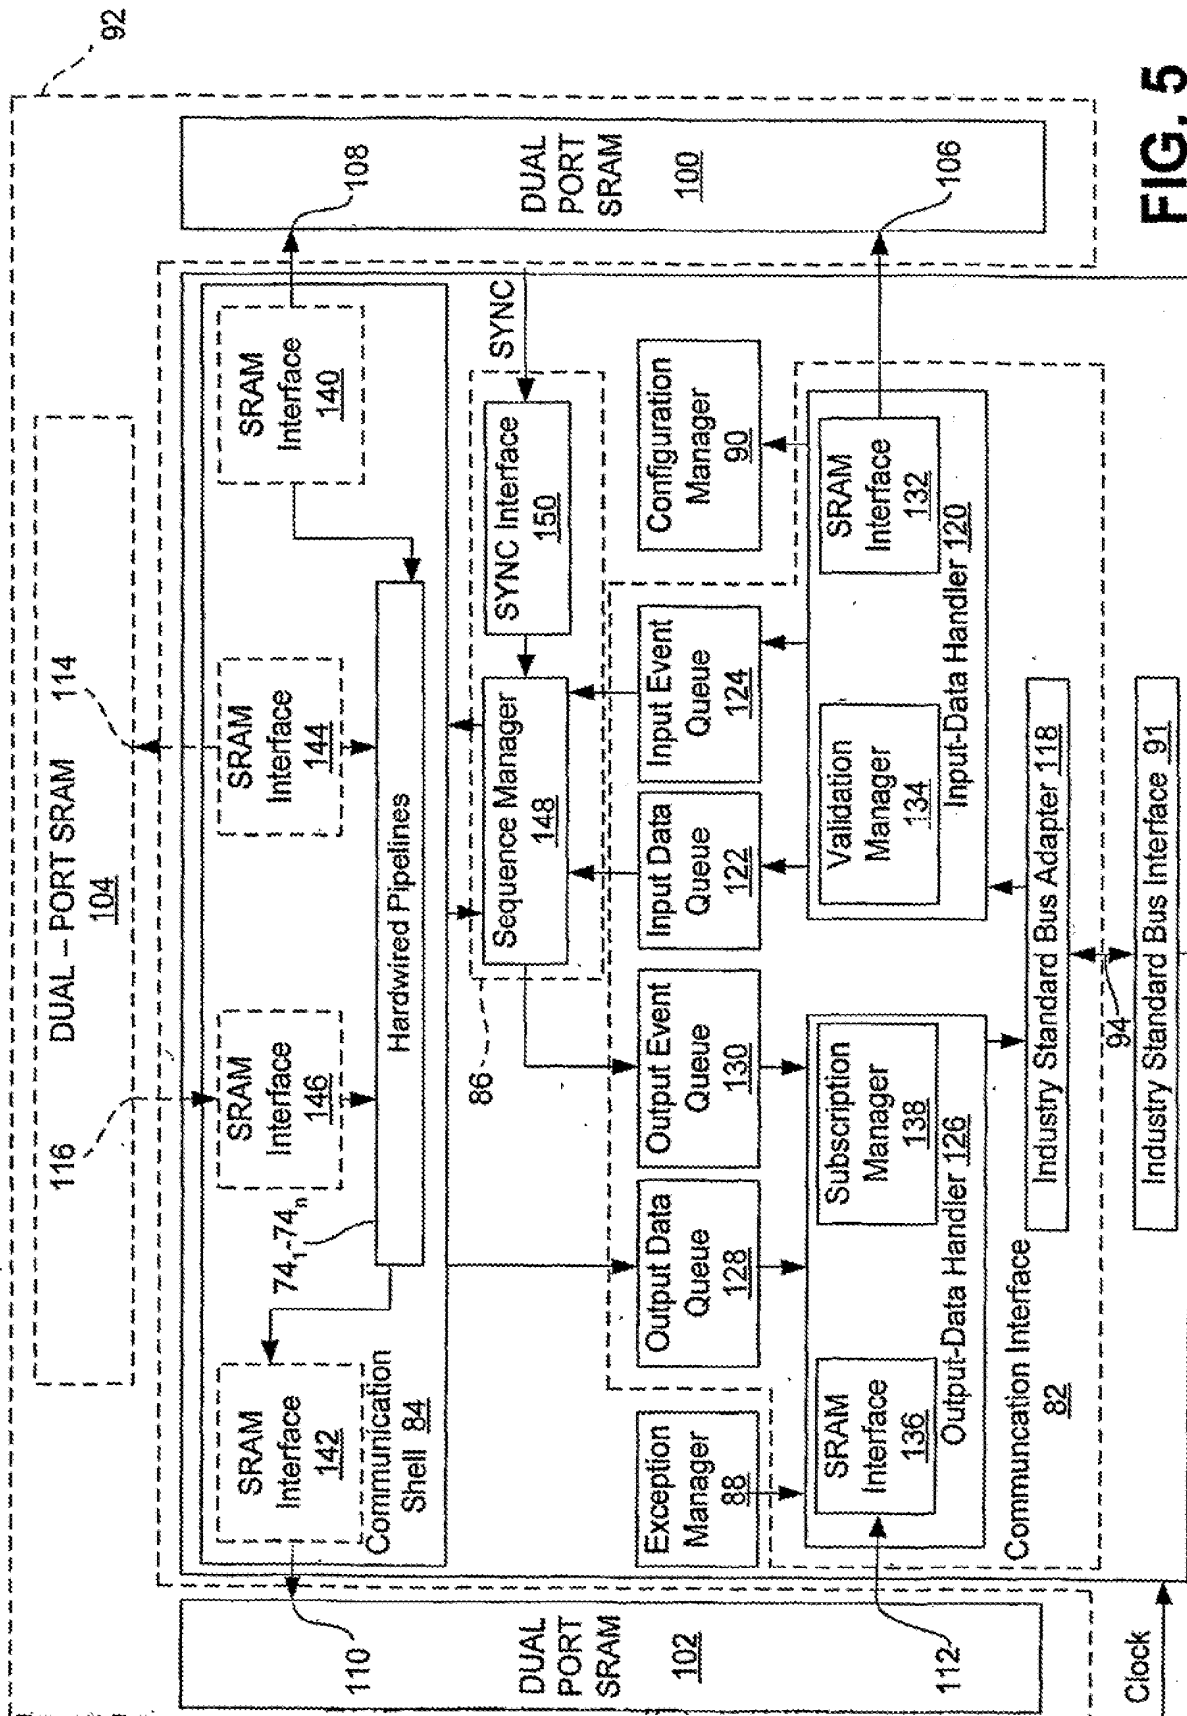 92
DUAL – PORT SRAM
104
116
114
DUAL
PORT
SRAM
102
110
112
DUAL
PORT
SRAM
100
108
106
SRAM
Interface
142
SRAM
Interface
146
SRAM
Interface
144
SRAM
Interface
140
Communication
Shell 84
74₁-74ₙ
Hardwired Pipelines
86
Sequence Manager
148
SYNC Interface
150
SYNC
Exception
Manager
88
Output Data
Queue
128
Output Event
Queue
130
Input Data
Queue
122
Input Event
Queue
124
Configuration
Manager
90
SRAM
Interface
136
Subscription
Manager
138
Output-Data Handler 126
Validation
Manager
134
SRAM
Interface
132
Input-Data Handler 120
Communcation Interface
82
Industry Standard Bus Adapter 118
94
Industry Standard Bus Interface 91
Clock
FIG. 5